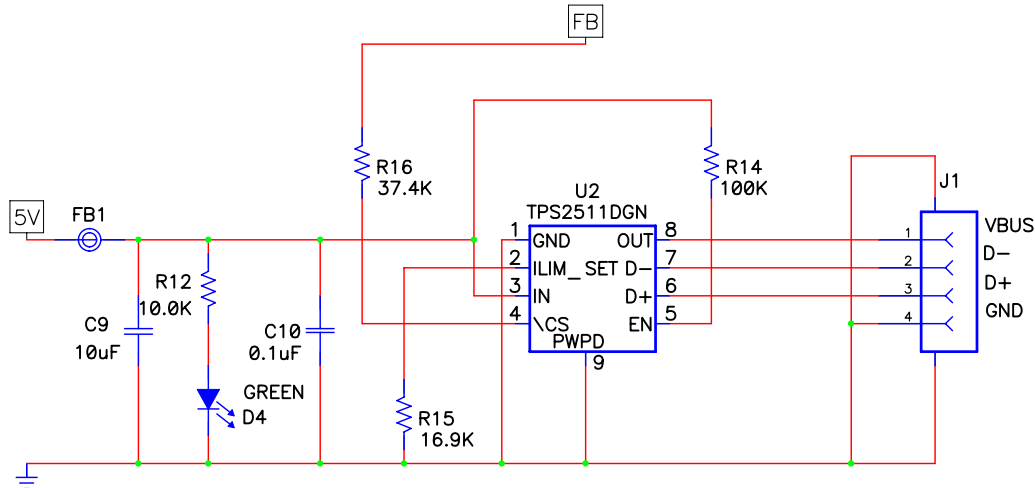 FB
R16
37.4K
R14
100K
J1
U2
TPS2511DGN
5V
FB1
1 GND OUT 8
2 ILIM_SET D- 7
3 IN D+ 6
4 \CS EN 5
PWPD
9
1 VBUS
2 D-
3 D+
4 GND
R12
10.0K
C9
10uF
C10
0.1uF
GREEN
D4
R15
16.9K